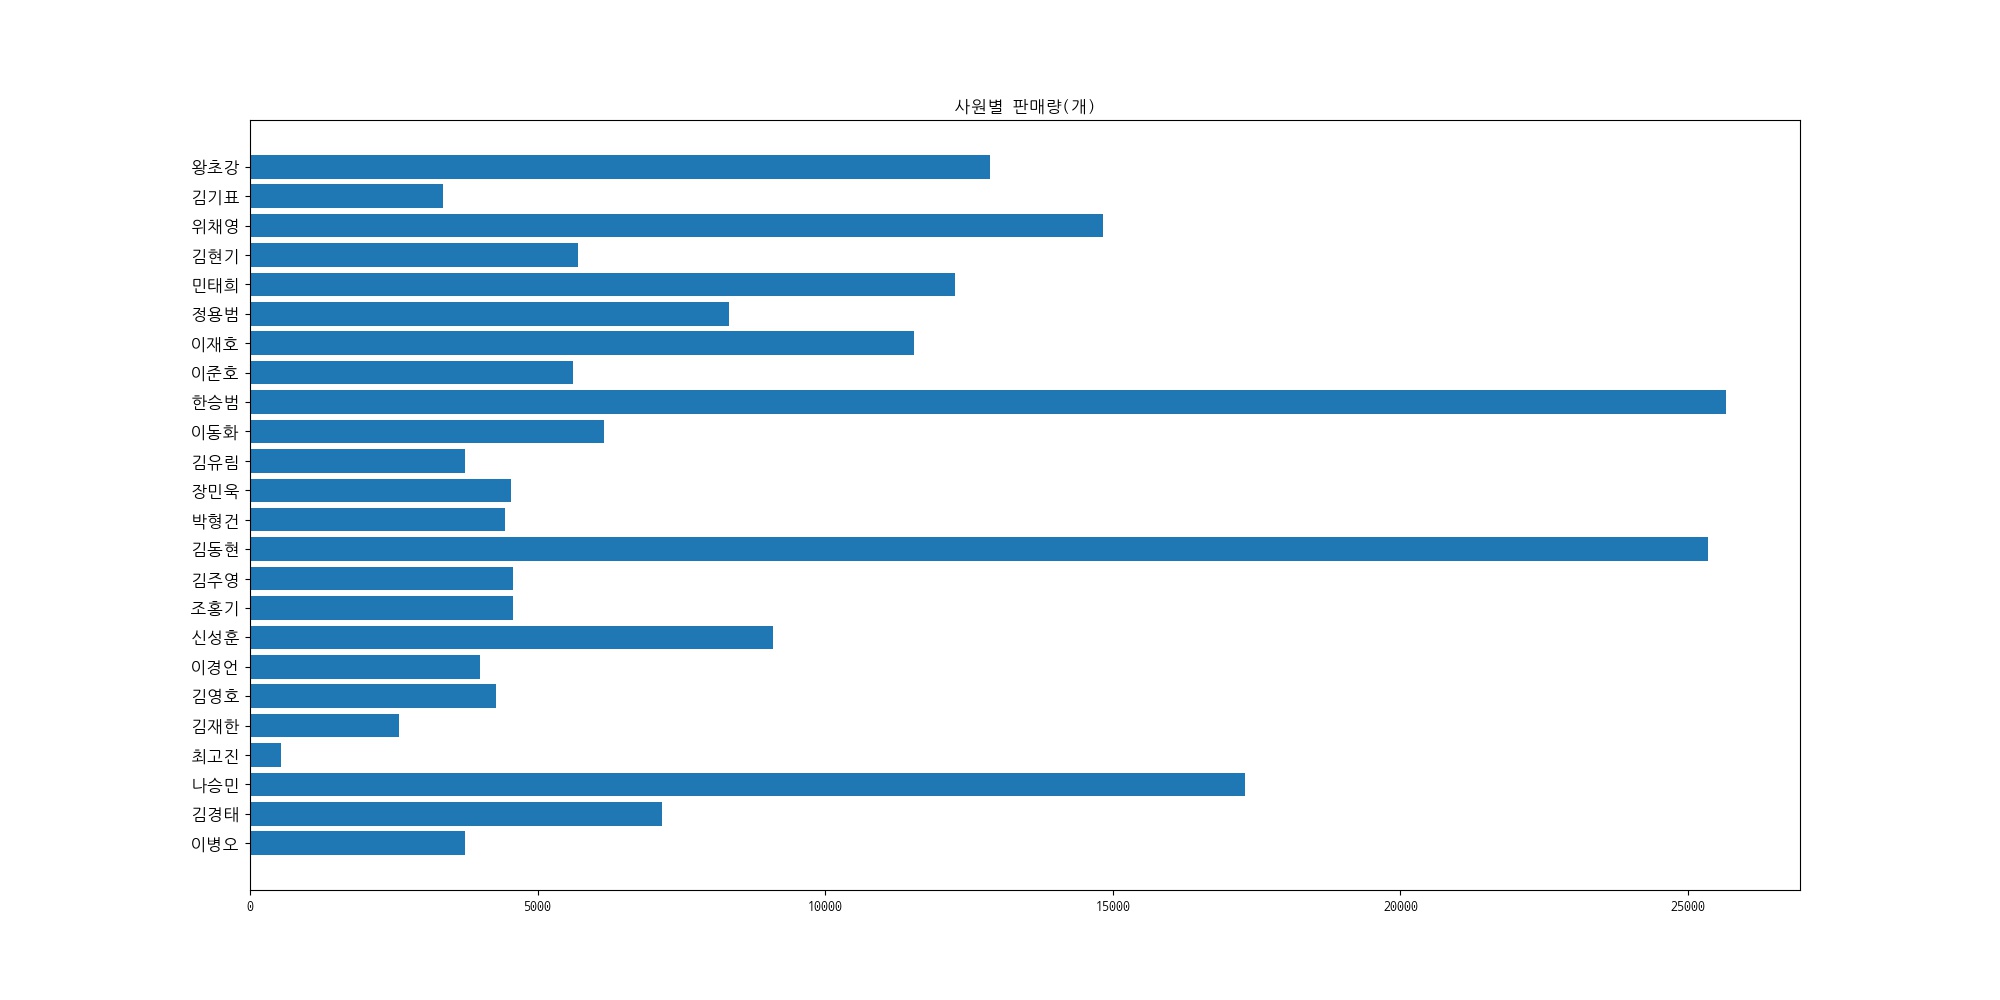 사원별 판매량(개)
왕초강
김기표
위채영
김현기
민태희
정용범
이재호
이준호
한승범
이동화
김유림
장민욱
박형건
김동현
김주영
조홍기
신성훈
이경언
김영호
김재한
최고진
나승민
김경태
이병오
0 5000 10000 15000 20000 25000